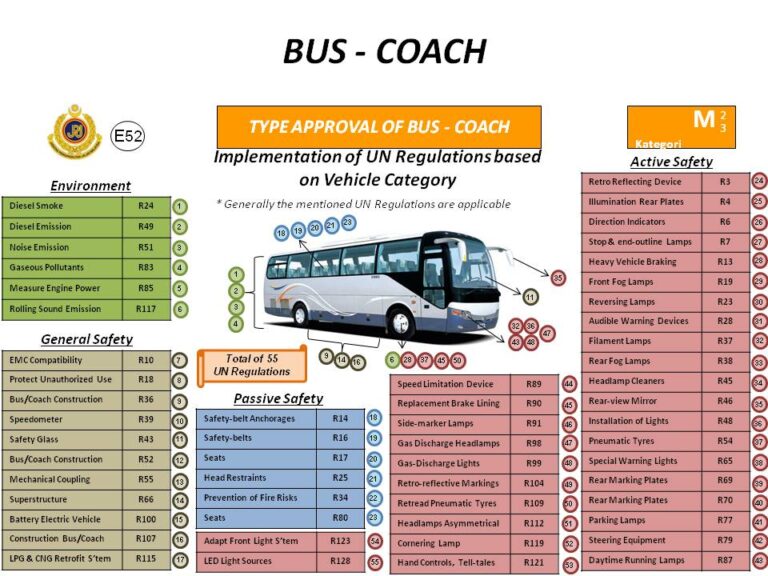 BUS - COACH
E52
TYPE APPROVAL OF BUS - COACH
M 2 3
Kategori
Implementation of UN Regulations based
on Vehicle Category
* Generally the mentioned UN Regulations are applicable
Environment
Diesel Smoke R24 1
Diesel Emission R49 2
Noise Emission R51 3
Gaseous Pollutants R83 4
Measure Engine Power R85 5
Rolling Sound Emission R117 6
General Safety
EMC Compatibility R10 7
Protect Unauthorized Use R18 8
Bus/Coach Construction R36 9
Speedometer R39 10
Safety Glass R43 11
Bus/Coach Construction R52 12
Mechanical Coupling R55 13
Superstructure R66 14
Battery Electric Vehicle R100 15
Construction Bus/Coach R107 16
LPG & CNG Retrofit S'tem R115 17
18 19 20 21 23
1
2
3
4
35
11
32 36 47
43 48
9 14 16
6 28 37 45 50
Total of 55
UN Regulations
Passive Safety
Safety-belt Anchorages R14 18
Safety-belts R16 19
Seats R17 20
Head Restraints R25 21
Prevention of Fire Risks R34 22
Seats R80 23
Adapt Front Light S'tem R123 54
LED Light Sources R128 55
Speed Limitation Device R89 44
Replacement Brake Lining R90 45
Side-marker Lamps R91 46
Gas Discharge Headlamps R98 47
Gas-Discharge Lights R99 48
Retro-reflective Markings R104 49
Retread Pneumatic Tyres R109 50
Headlamps Asymmetrical R112 51
Cornering Lamp R119 52
Hand Controls, Tell-tales R121 53
Active Safety
Retro Reflecting Device R3 24
Illumination Rear Plates R4 25
Direction Indicators R6 26
Stop & end-outline Lamps R7 27
Heavy Vehicle Braking R13 28
Front Fog Lamps R19 29
Reversing Lamps R23 30
Audible Warning Devices R28 31
Filament Lamps R37 32
Rear Fog Lamps R38 33
Headlamp Cleaners R45 34
Rear-view Mirror R46 35
Installation of Lights R48 36
Pneumatic Tyres R54 37
Special Warning Lights R65 38
Rear Marking Plates R69 39
Rear Marking Plates R70 40
Parking Lamps R77 41
Steering Equipment R79 42
Daytime Running Lamps R87 43